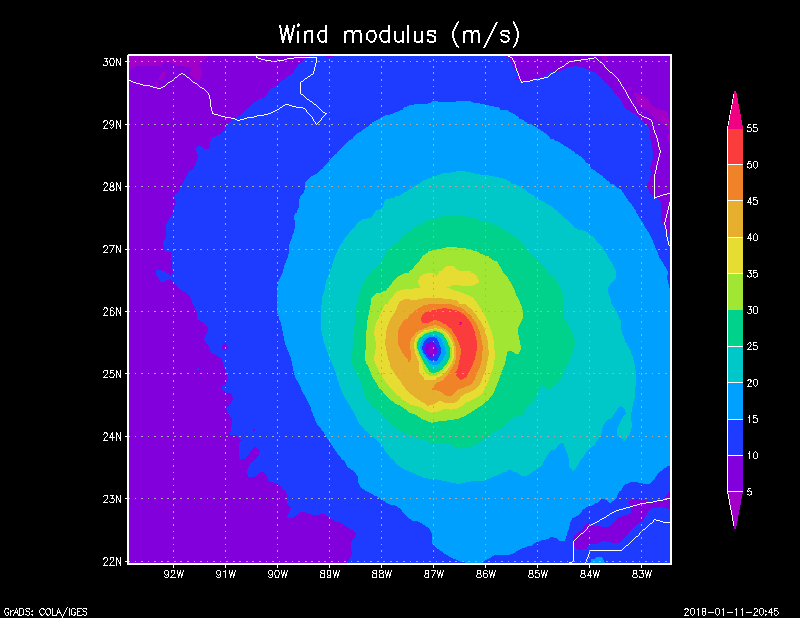 Wind modulus (m/s)
30N
29N
28N
27N
26N
25N
24N
23N
22N
92W 91W 90W 89W 88W 87W 86W 85W 84W 83W
55
50
45
40
35
30
25
20
15
10
5
GrADS: COLA/IGES
2018-01-11-20:45